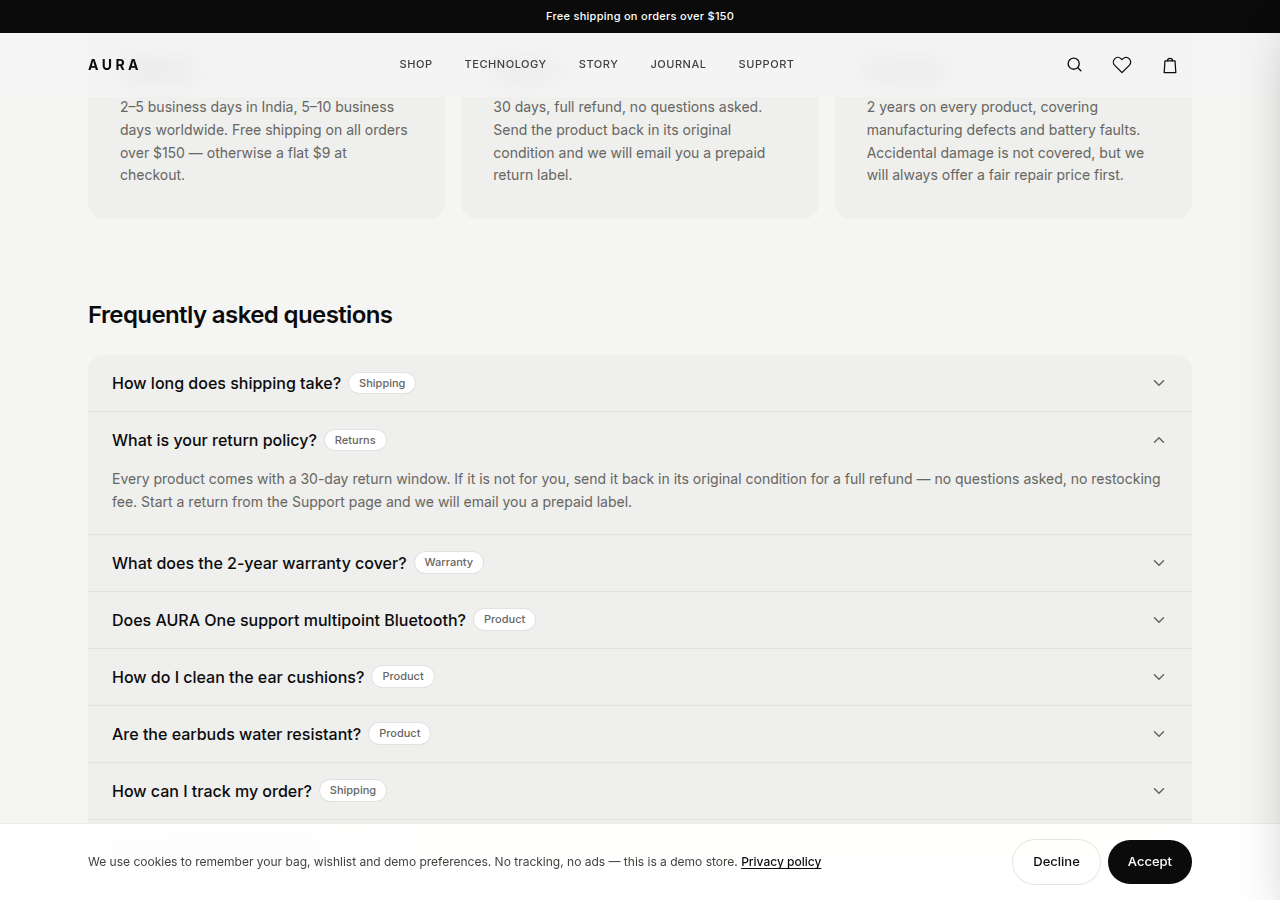 Free shipping on orders over $150
AURA
SHOP
TECHNOLOGY
STORY
JOURNAL
SUPPORT
2–5 business days in India, 5–10 business
days worldwide. Free shipping on all orders
over $150 — otherwise a flat $9 at
checkout.
30 days, full refund, no questions asked.
Send the product back in its original
condition and we will email you a prepaid
return label.
2 years on every product, covering
manufacturing defects and battery faults.
Accidental damage is not covered, but we
will always offer a fair repair price first.
Frequently asked questions
How long does shipping take? Shipping
What is your return policy? Returns
Every product comes with a 30-day return window. If it is not for you, send it back in its original condition for a full refund — no questions asked, no restocking
fee. Start a return from the Support page and we will email you a prepaid label.
What does the 2-year warranty cover? Warranty
Does AURA One support multipoint Bluetooth? Product
How do I clean the ear cushions? Product
Are the earbuds water resistant? Product
How can I track my order? Shipping
We use cookies to remember your bag, wishlist and demo preferences. No tracking, no ads — this is a demo store. Privacy policy
Decline
Accept